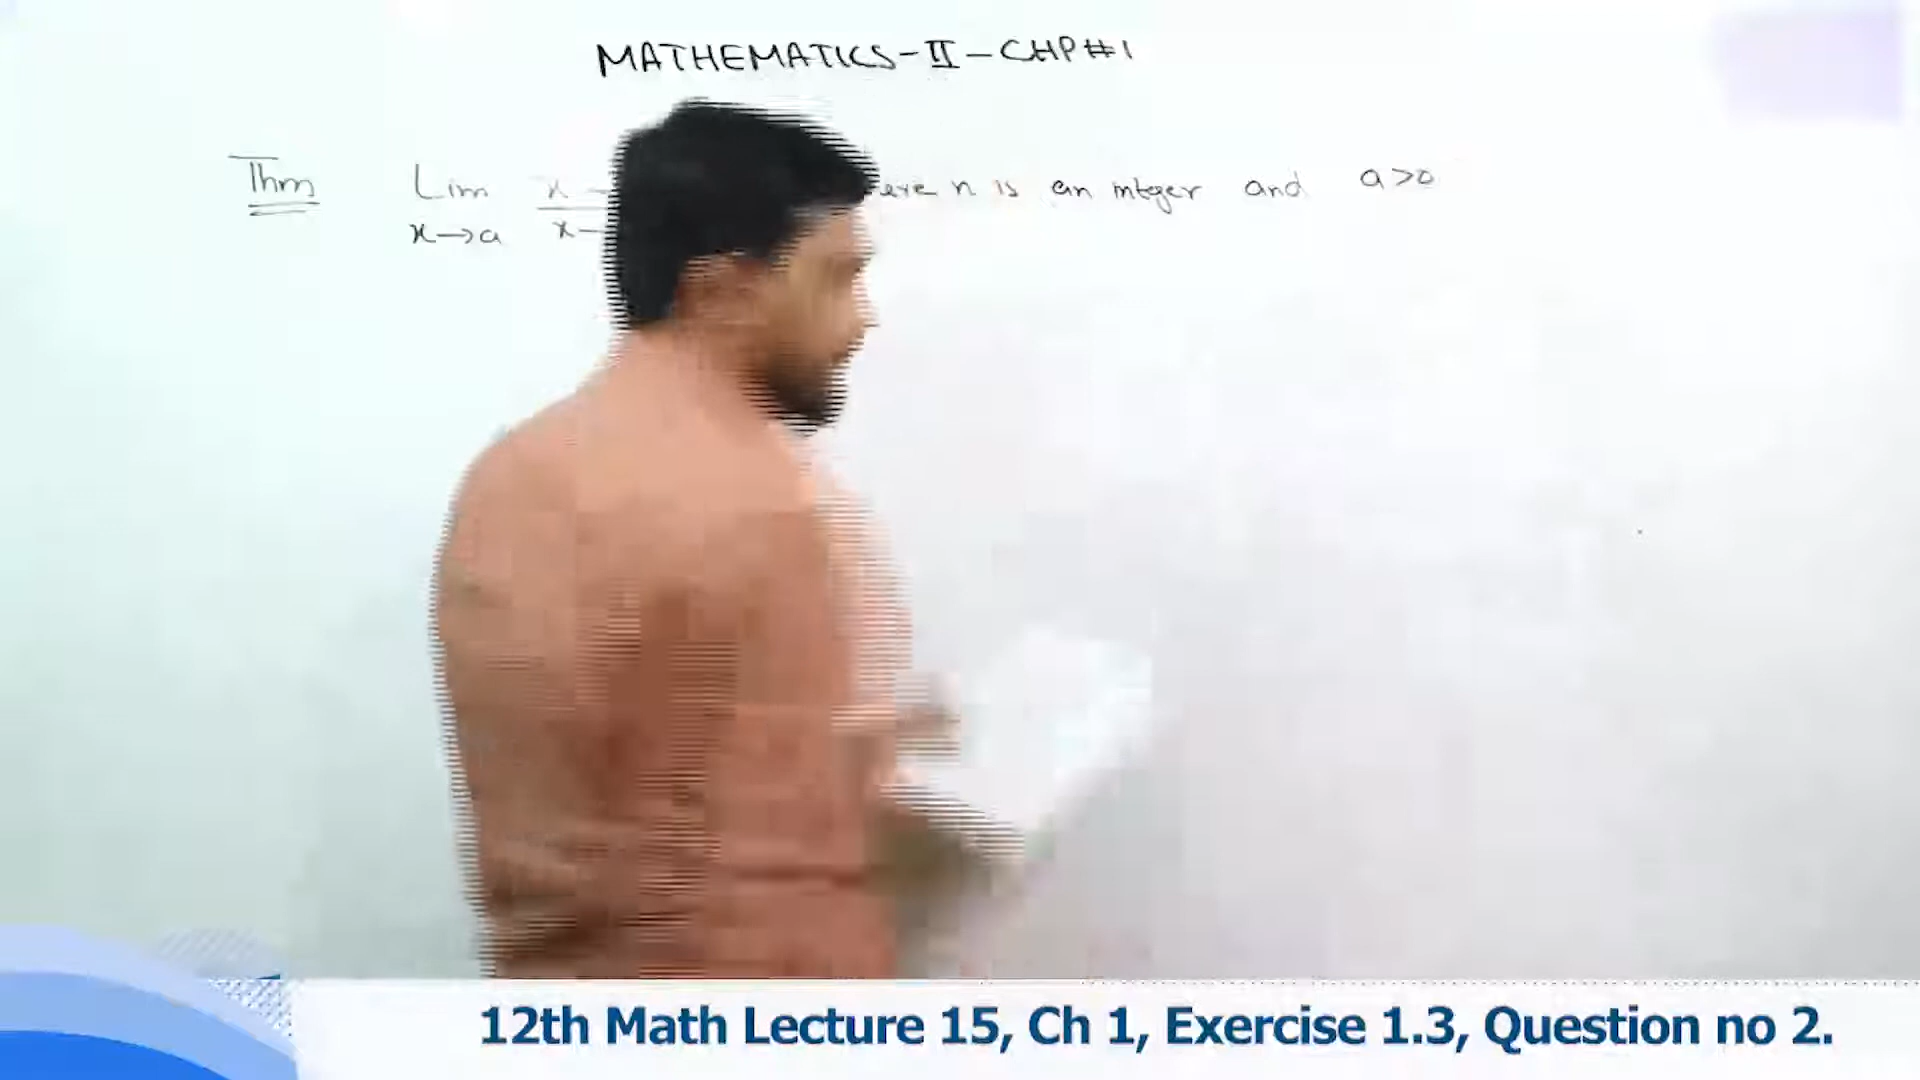 MATHEMATICS-II-CHP#1
Thm Lim x- n is an integer and a>0
x→a x-
12th Math Lecture 15, Ch 1, Exercise 1.3, Question no 2.